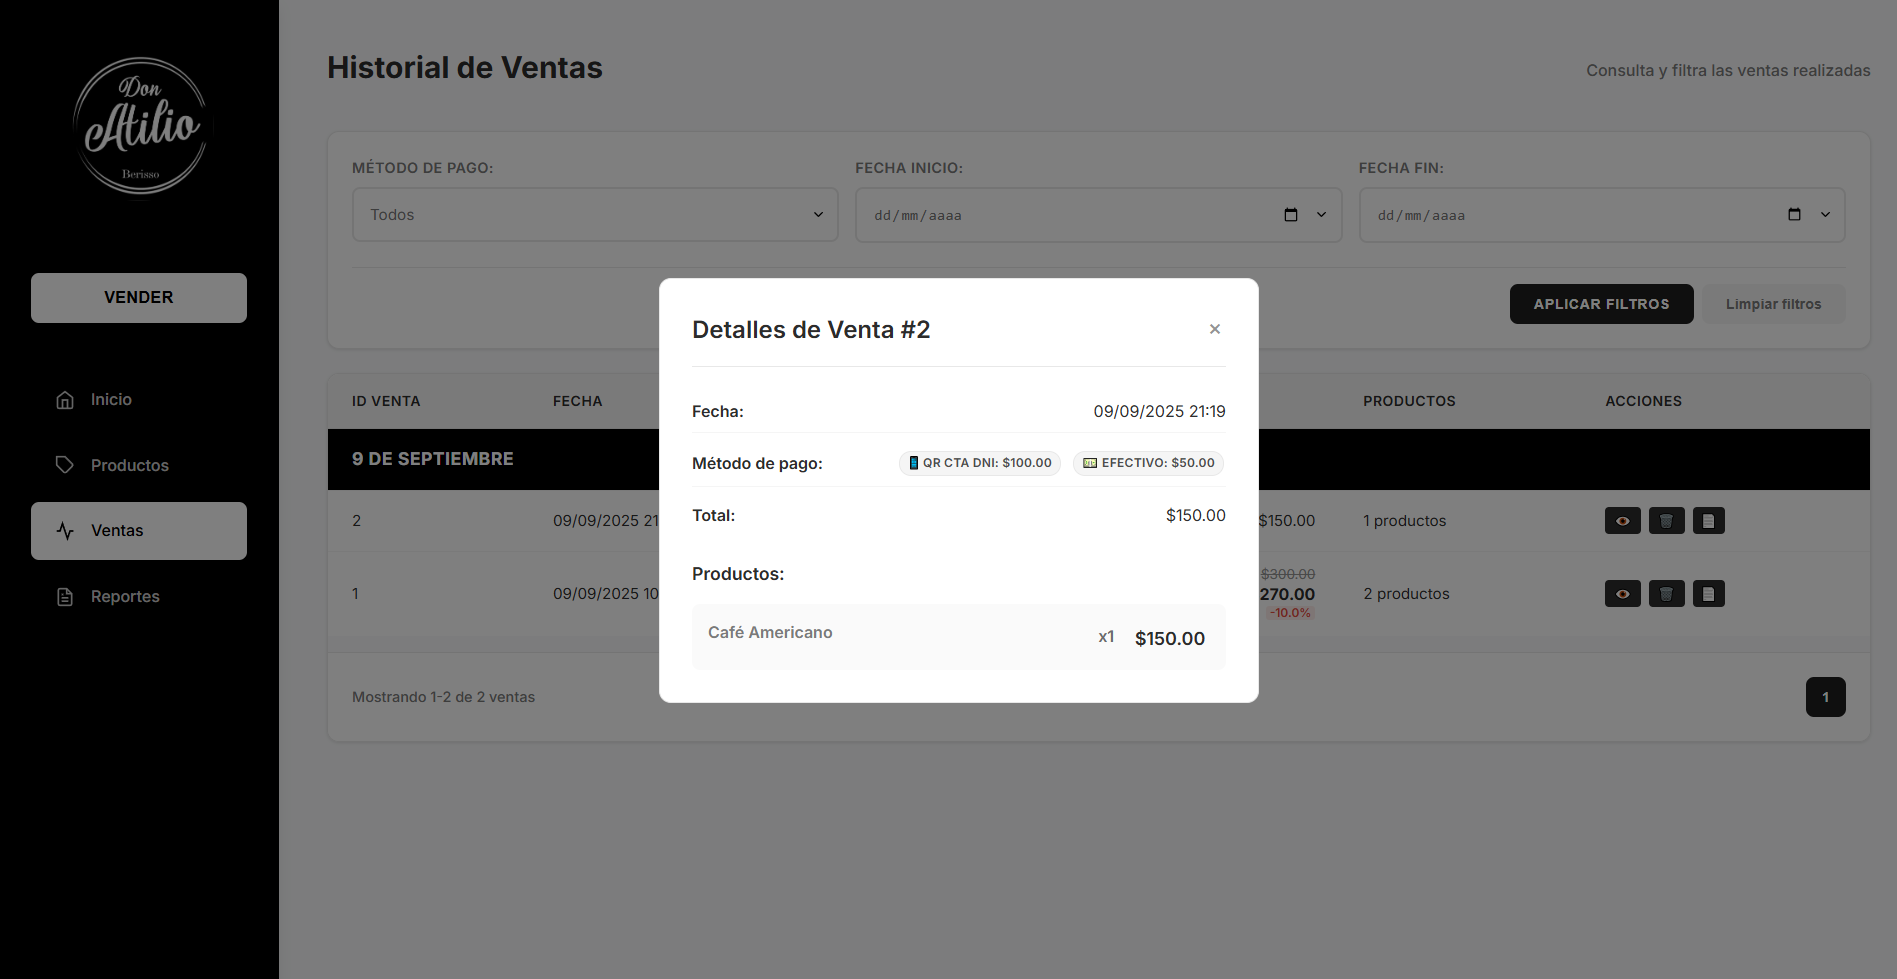 Don
Atilio
Berisso
VENDER
Inicio
Productos
Ventas
Reportes
Historial de Ventas
Consulta y filtra las ventas realizadas
MÉTODO DE PAGO:
FECHA INICIO:
FECHA FIN:
Todos
dd/mm/aaaa
dd/mm/aaaa
APLICAR FILTROS
Limpiar filtros
ID VENTA
FECHA
PRODUCTOS
ACCIONES
9 DE SEPTIEMBRE
2
09/09/2025 21
$150.00
1 productos
1
09/09/2025 10
$300.00
270.00
-10.0%
2 productos
Mostrando 1-2 de 2 ventas
1
Detalles de Venta #2
×
Fecha:
09/09/2025 21:19
Método de pago:
QR CTA DNI: $100.00
EFECTIVO: $50.00
Total:
$150.00
Productos:
Café Americano
x1
$150.00